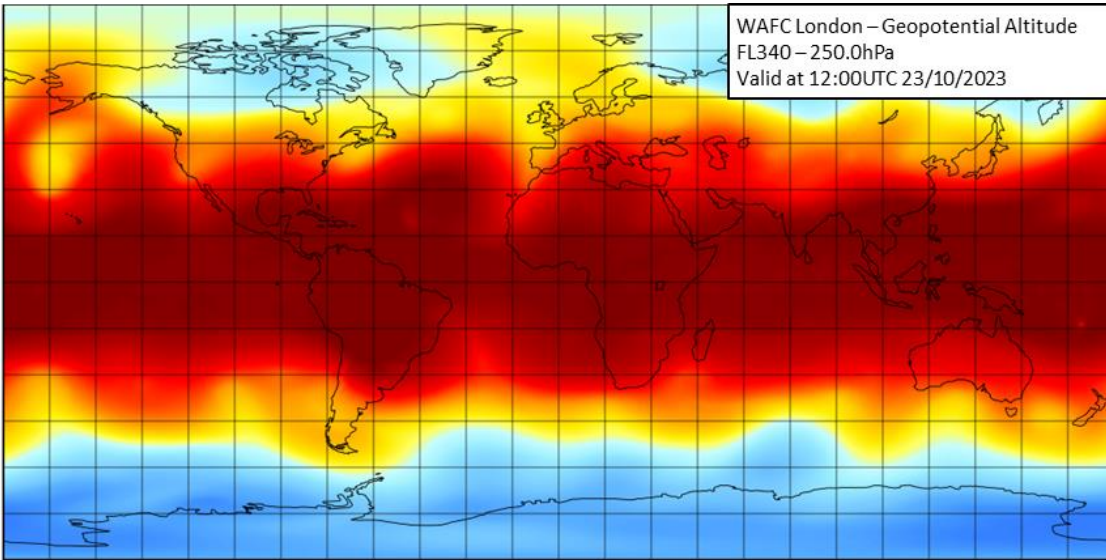 WAFC London – Geopotential Altitude
FL340 – 250.0hPa
Valid at 12:00UTC 23/10/2023